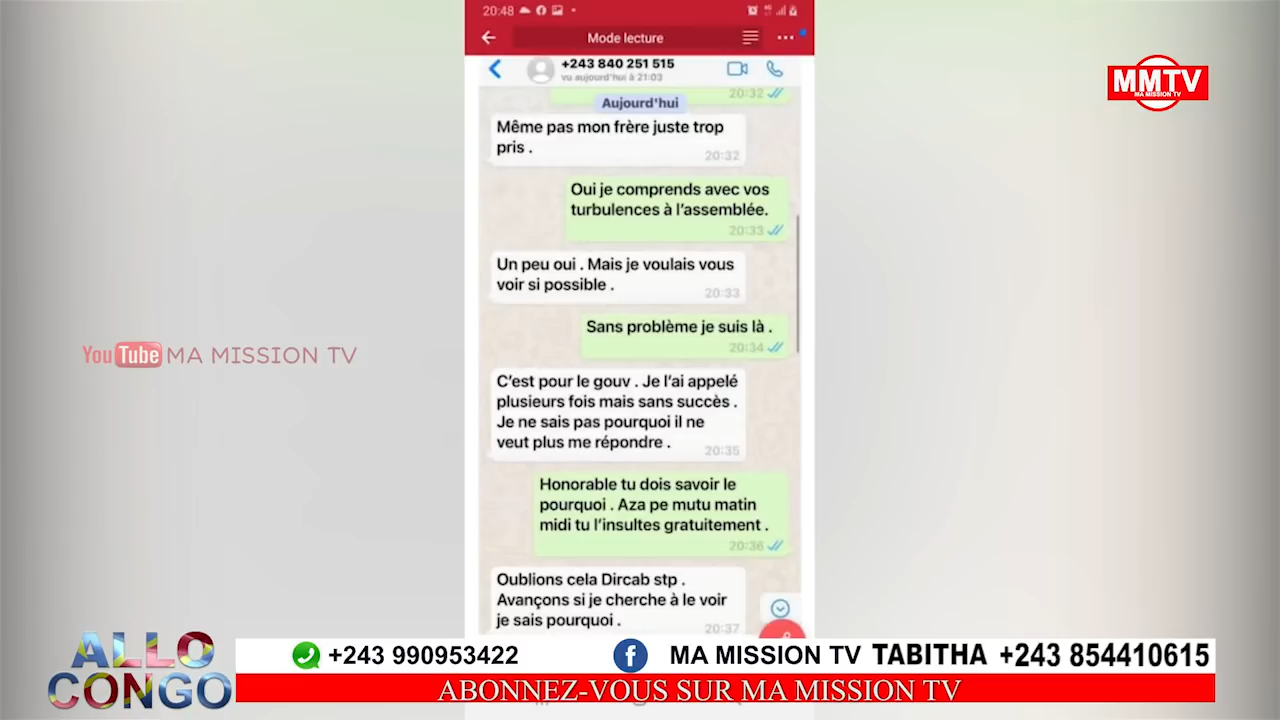 20:48
Mode lecture
+243 840 251 515
vu aujourd'hui à 21:03
20:32
Aujourd'hui
Même pas mon frère juste trop
pris .
20:32
Oui je comprends avec vos
turbulences à l'assemblée.
20:33
Un peu oui . Mais je voulais vous
voir si possible .
20:33
Sans problème je suis là .
20:34
C'est pour le gouv . Je l'ai appelé
plusieurs fois mais sans succès .
Je ne sais pas pourquoi il ne
veut plus me répondre .
20:35
Honorable tu dois savoir le
pourquoi . Aza pe mutu matin
midi tu l'insultes gratuitement .
20:36
Oublions cela Dircab stp .
Avançons si je cherche à le voir
je sais pourquoi .
20:37
MMTV
MA MISSION TV
YouTube MA MISSION TV
ALLO
CONGO
+243 990953422
MA MISSION TV TABITHA +243 854410615
ABONNEZ-VOUS SUR MA MISSION TV